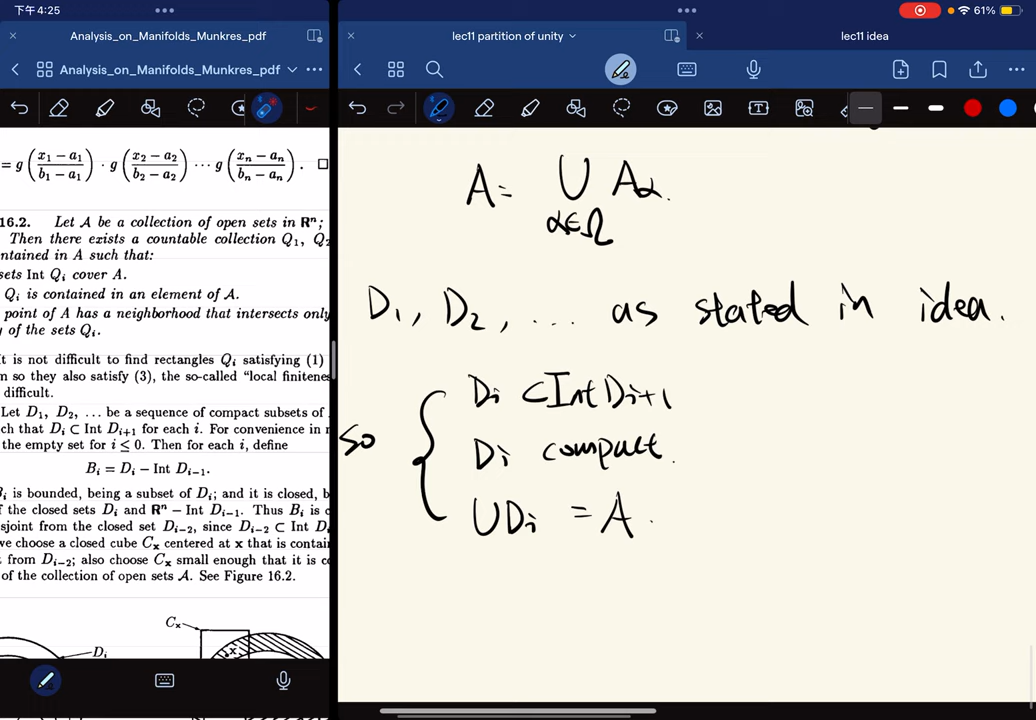 下午4:25
61%
Analysis_on_Manifolds_Munkres_pdf
lec11 partition of unity
lec11 idea
Analysis_on_Manifolds_Munkres_pdf
= g ( x₁ − a₁ / b₁ − a₁ ) · g ( x₂ − a₂ / b₂ − a₂ ) ··· g ( xₙ − aₙ / bₙ − aₙ ) . □
16.2. Let 𝒜 be a collection of open sets in Rⁿ;
Then there exists a countable collection Q₁, Q₂
ntained in A such that:
sets Int Qᵢ cover A.
Qᵢ is contained in an element of 𝒜.
point of A has a neighborhood that intersects only
y of the sets Qᵢ.
It is not difficult to find rectangles Qᵢ satisfying (1)
m so they also satisfy (3), the so-called “local finitenes
difficult.
Let D₁, D₂, ... be a sequence of compact subsets of
ch that Dᵢ ⊂ Int Dᵢ₊₁ for each i. For convenience in n
the empty set for i ≤ 0. Then for each i, define
Bᵢ = Dᵢ − Int Dᵢ₋₁.
Bᵢ is bounded, being a subset of Dᵢ; and it is closed, b
f the closed sets Dᵢ and Rⁿ − Int Dᵢ₋₁. Thus Bᵢ is c
isjoint from the closed set Dᵢ₋₂, since Dᵢ₋₂ ⊂ Int D
we choose a closed cube Cₓ centered at x that is contai
t from Dᵢ₋₂; also choose Cₓ small enough that it is co
of the collection of open sets 𝒜. See Figure 16.2.
Cₓ
x
Dᵢ
A = ∪ Aα.
α∈Ω
D₁, D₂, ... as stated in idea.
so { Dᵢ ⊂ Int Dᵢ₊₁
Dᵢ compact.
∪Dᵢ = A.